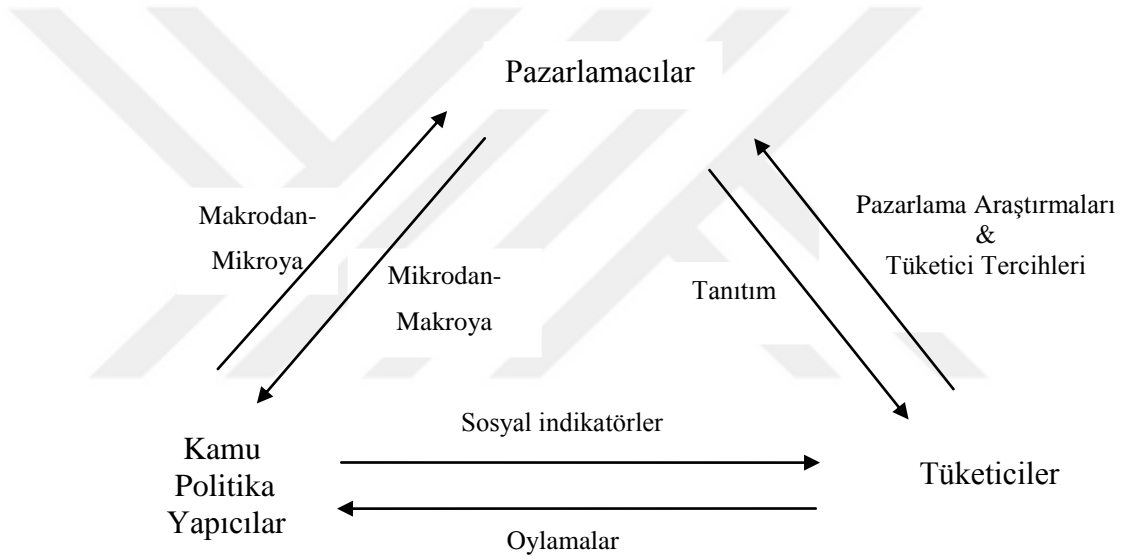 Pazarlamacılar
Makrodan-
Mikroya
Mikrodan-
Makroya
Tanıtım
Pazarlama Araştırmaları
&
Tüketici Tercihleri
Sosyal indikatörler
Kamu
Politika
Yapıcılar
Tüketiciler
Oylamalar